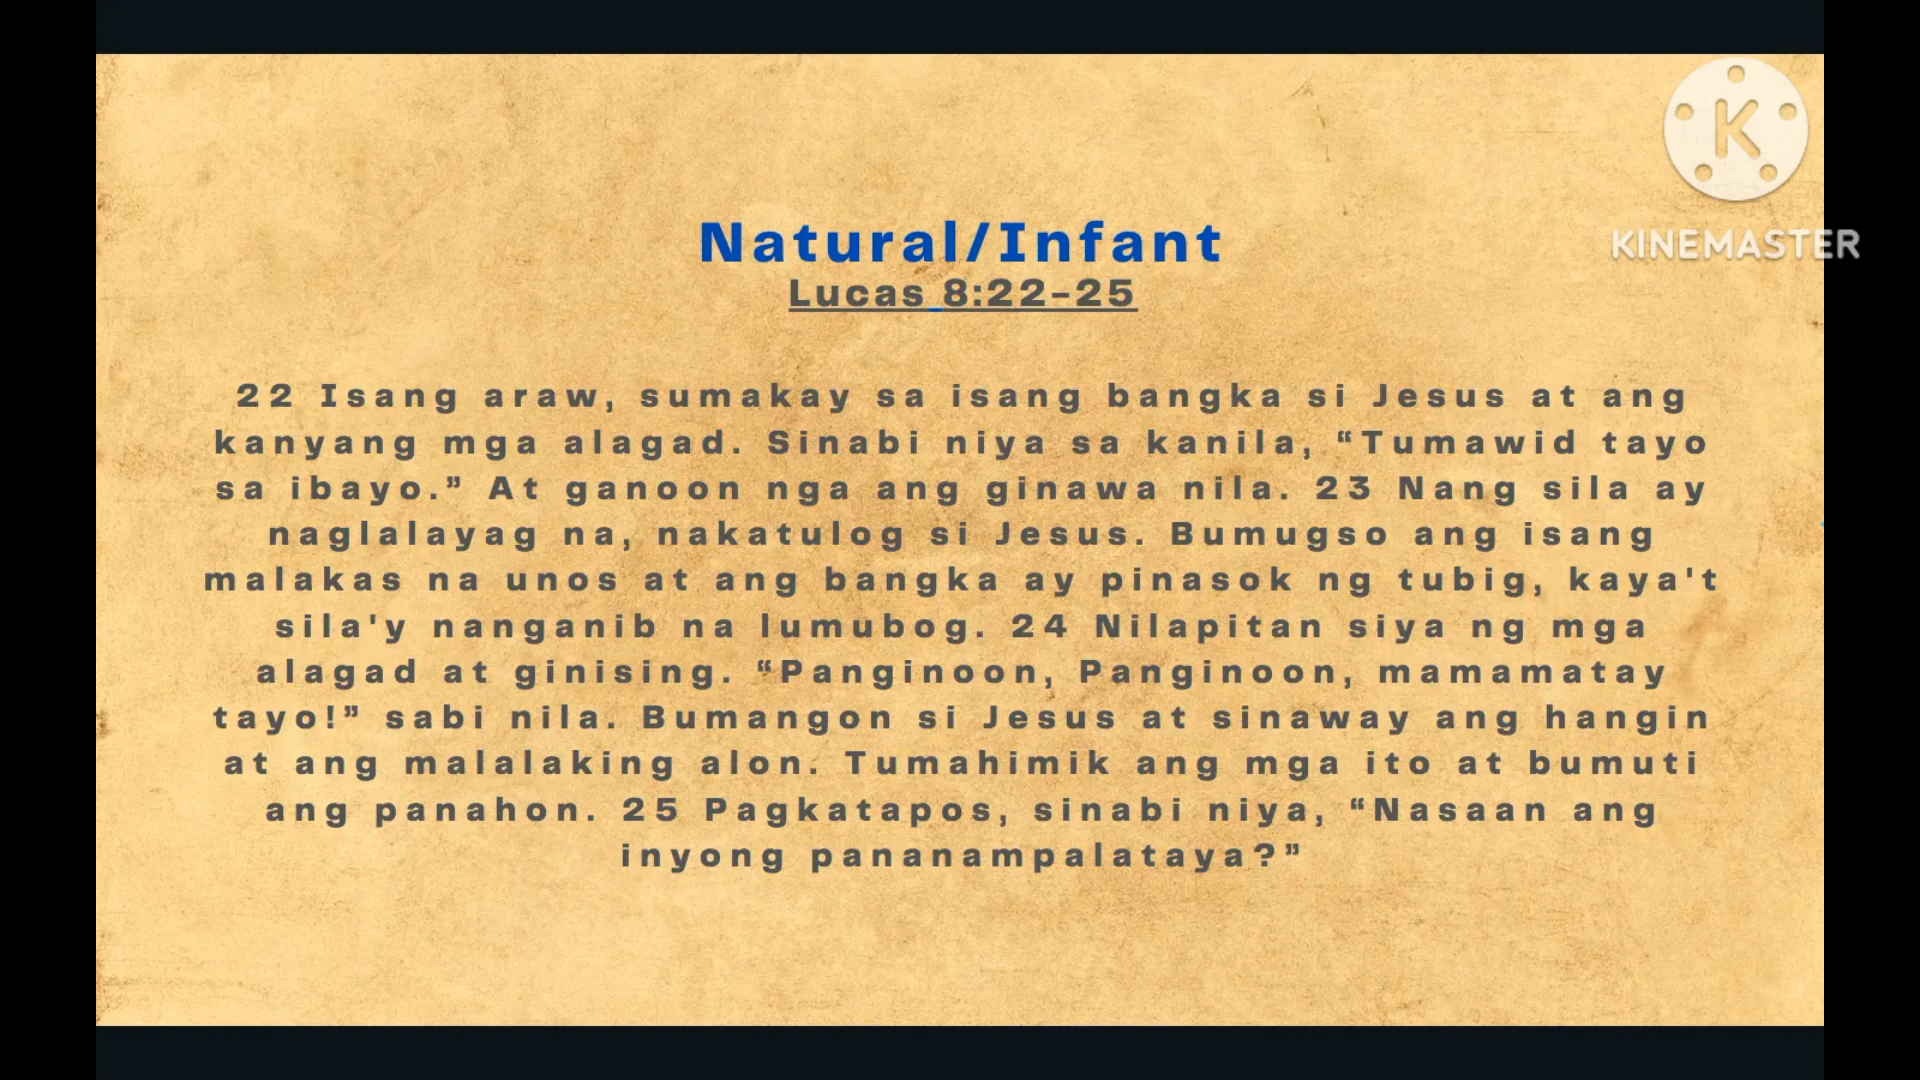 K
KINEMASTER
Natural/Infant
Lucas 8:22-25
22 Isang araw, sumakay sa isang bangka si Jesus at ang
kanyang mga alagad. Sinabi niya sa kanila, “Tumawid tayo
sa ibayo.” At ganoon nga ang ginawa nila. 23 Nang sila ay
naglalayag na, nakatulog si Jesus. Bumugso ang isang
malakas na unos at ang bangka ay pinasok ng tubig, kaya't
sila'y nanganib na lumubog. 24 Nilapitan siya ng mga
alagad at ginising. “Panginoon, Panginoon, mamamatay
tayo!” sabi nila. Bumangon si Jesus at sinaway ang hangin
at ang malalaking alon. Tumahimik ang mga ito at bumuti
ang panahon. 25 Pagkatapos, sinabi niya, “Nasaan ang
inyong pananampalataya?”